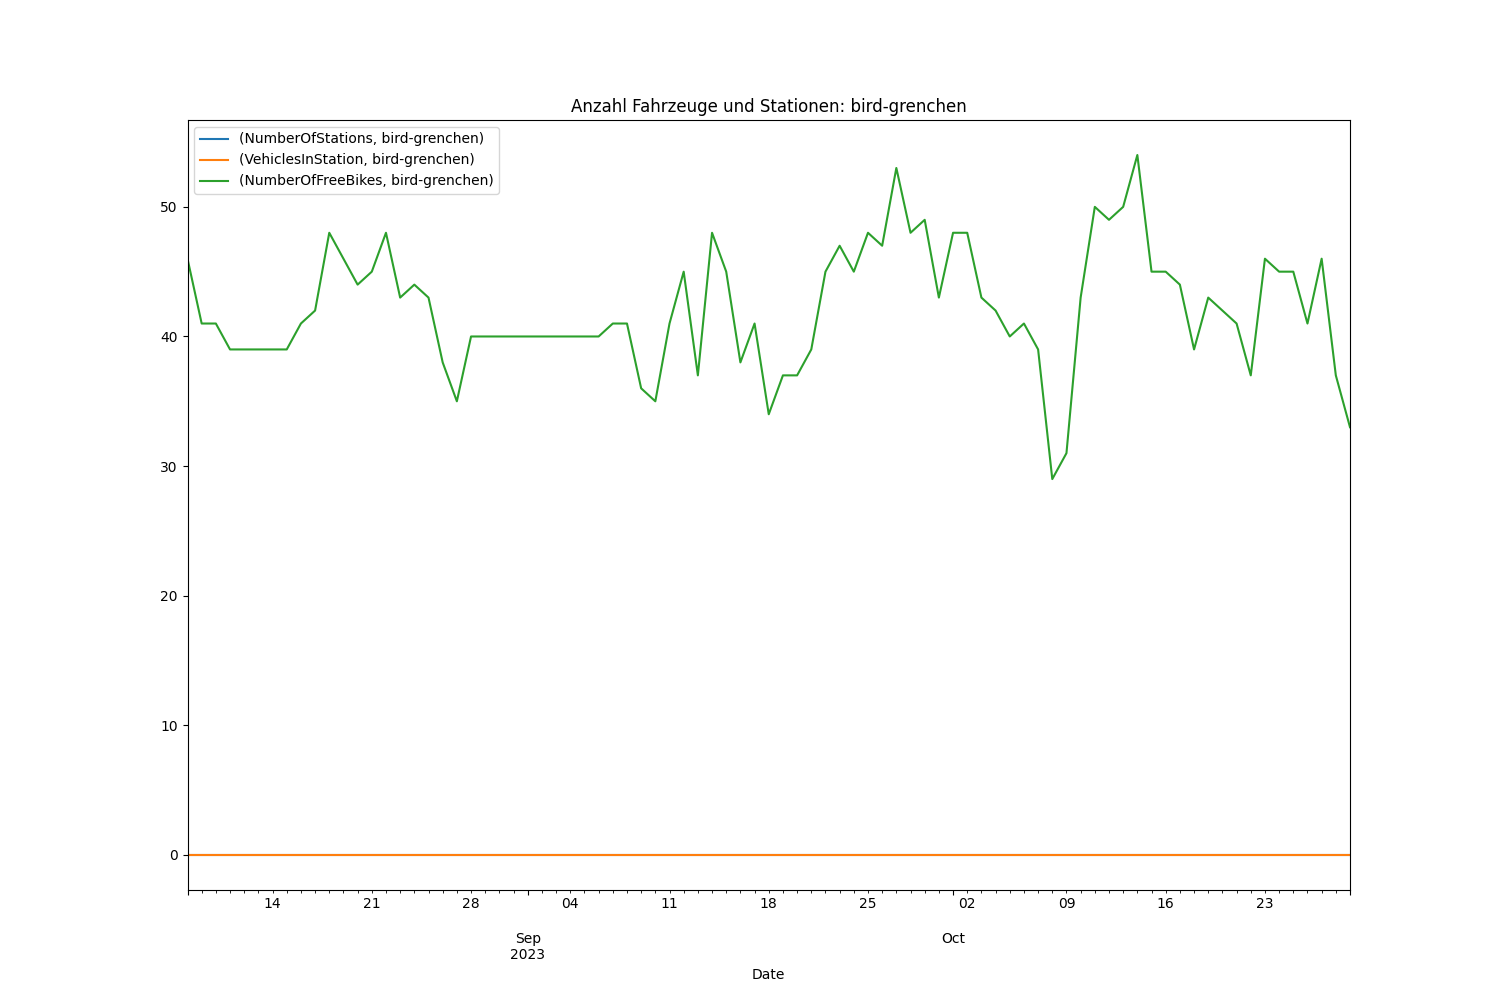 Anzahl Fahrzeuge und Stationen: bird-grenchen
(NumberOfStations, bird-grenchen)
(VehiclesInStation, bird-grenchen)
(NumberOfFreeBikes, bird-grenchen)
50
40
30
20
10
0
14 21 28 04 11 18 25 02 09 16 23
Sep Oct
2023
Date